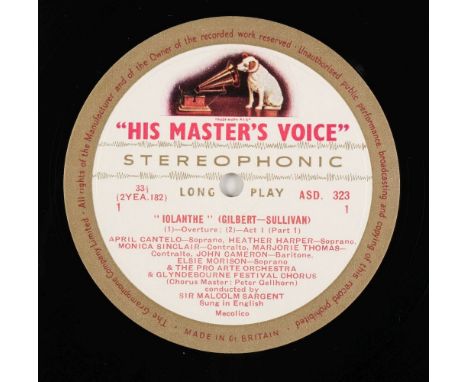 The Gramophone Company Limited. · All rights of the Manufacturer and of the Owner of the recorded work reserved · Unauthorised public performance, broadcasting and copying of this record prohibited
"HIS MASTER'S VOICE"
STEREOPHONIC
LONG PLAY
33⅓
(2YEA.182)
1
ASD. 323
1
"IOLANTHE" (GILBERT—SULLIVAN)
(1)—Overture; (2)—Act 1 (Part 1)
APRIL CANTELO—Soprano, HEATHER HARPER—Soprano,
MONICA SINCLAIR—Contralto, MARJORIE THOMAS—
Contralto, JOHN CAMERON—Baritone,
ELSIE MORISON—Soprano
& THE PRO ARTE ORCHESTRA
& GLYNDEBOURNE FESTIVAL CHORUS
(Chorus Master: Peter Gellhorn)
conducted by
SIR MALCOLM SARGENT
Sung in English
Mecolico
MADE IN GT. BRITAIN